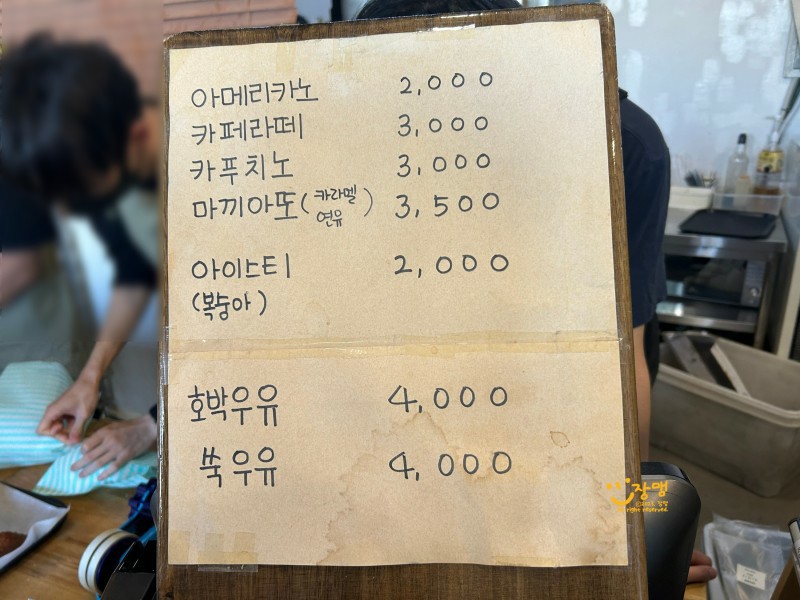 아메리카노 2,000
카페라떼 3,000
카푸치노 3,000
마끼아또 (카라멜 연유) 3,500
아이스티 2,000
(복숭아)
호박우유 4,000
쑥우유 4,000
장맹